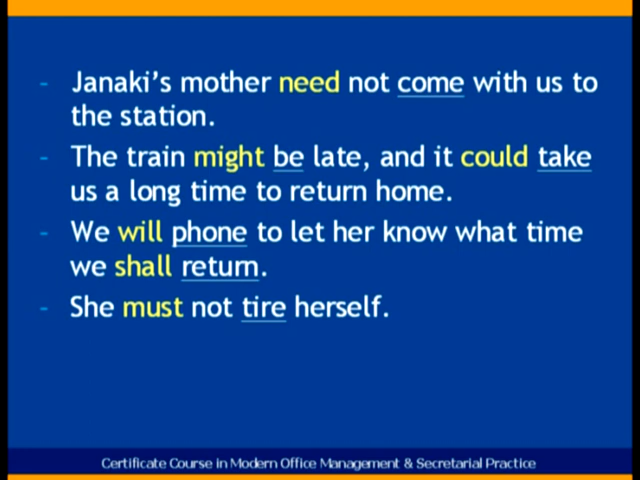 - Janaki's mother need not come with us to
the station.
- The train might be late, and it could take
us a long time to return home.
- We will phone to let her know what time
we shall return.
- She must not tire herself.
Certificate Course in Modern Office Management & Secretarial Practice